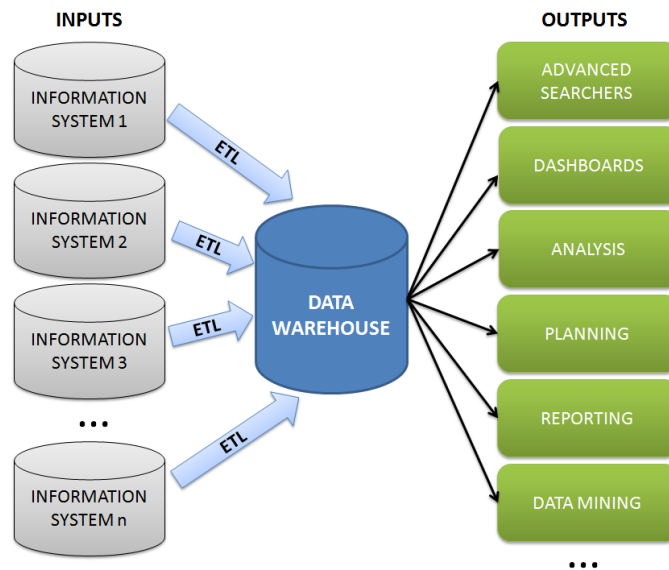 INPUTS
INFORMATION
SYSTEM 1
INFORMATION
SYSTEM 2
INFORMATION
SYSTEM 3
...
INFORMATION
SYSTEM n
ETL
ETL
ETL
ETL
DATA
WAREHOUSE
OUTPUTS
ADVANCED
SEARCHERS
DASHBOARDS
ANALYSIS
PLANNING
REPORTING
DATA MINING
...